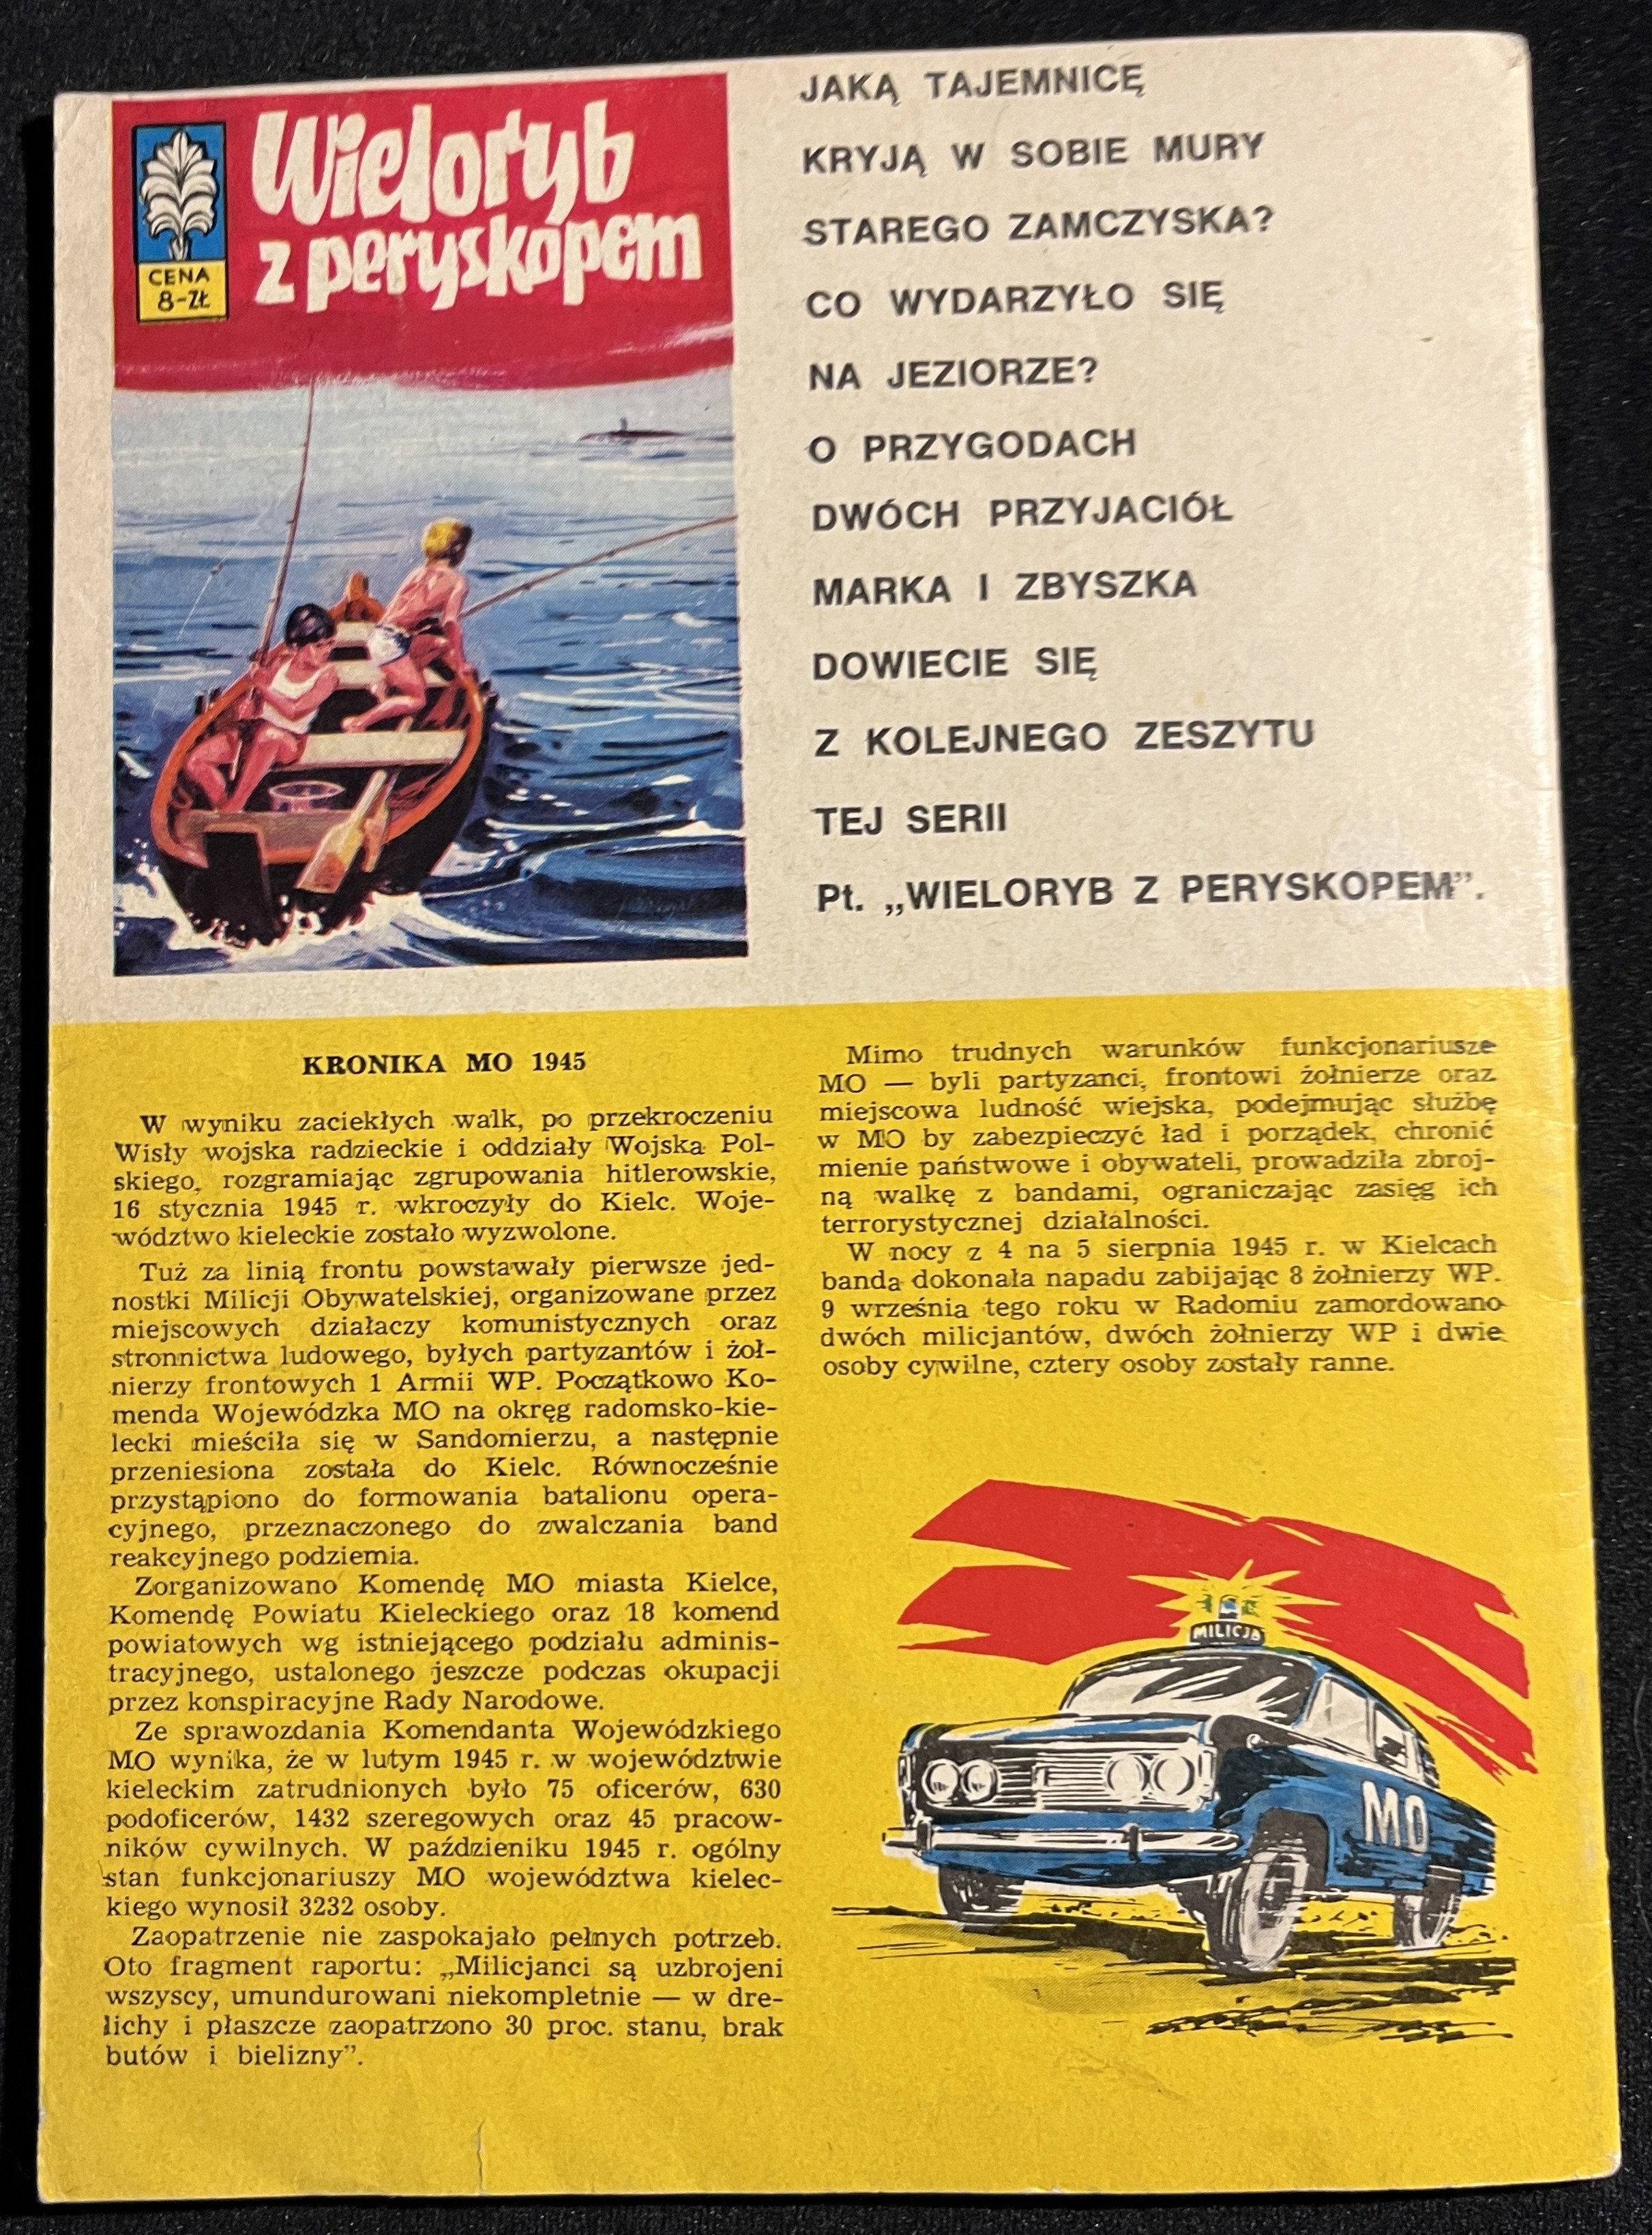 Wieloryb
z peryskopem
CENA
8-ZŁ
JAKĄ TAJEMNICĘ
KRYJĄ W SOBIE MURY
STAREGO ZAMCZYSKA?
CO WYDARZYŁO SIĘ
NA JEZIORZE?
O PRZYGODACH
DWÓCH PRZYJACIÓŁ
MARKA I ZBYSZKA
DOWIECIE SIĘ
Z KOLEJNEGO ZESZYTU
TEJ SERII
Pt. „WIELORYB Z PERYSKOPEM”.
KRONIKA MO 1945
W wyniku zaciekłych walk, po przekroczeniu
Wisły wojska radzieckie i oddziały Wojska Pol-
skiego, rozgramiając zgrupowania hitlerowskie,
16 stycznia 1945 r. wkroczyły do Kielc. Woje-
wództwo kieleckie zostało wyzwolone.
Tuż za linią frontu powstawały pierwsze jed-
nostki Milicji Obywatelskiej, organizowane przez
miejscowych działaczy komunistycznych oraz
stronnictwa ludowego, byłych partyzantów i żoł-
nierzy frontowych 1 Armii WP. Początkowo Ko-
menda Wojewódzka MO na okręg radomsko-kie-
lecki mieściła się w Sandomierzu, a następnie
przeniesiona została do Kielc. Równocześnie
przystąpiono do formowania batalionu opera-
cyjnego, przeznaczonego do zwalczania band
reakcyjnego podziemia.
Zorganizowano Komendę MO miasta Kielce,
Komendę Powiatu Kieleckiego oraz 18 komend
powiatowych wg istniejącego podziału adminis-
tracyjnego, ustalonego jeszcze podczas okupacji
przez konspiracyjne Rady Narodowe.
Ze sprawozdania Komendanta Wojewódzkiego
MO wynika, że w lutym 1945 r. w województwie
kieleckim zatrudnionych było 75 oficerów, 630
podoficerów, 1432 szeregowych oraz 45 pracow-
ników cywilnych. W paździeniku 1945 r. ogólny
stan funkcjonariuszy MO województwa kielec-
kiego wynosił 3232 osoby.
Zaopatrzenie nie zaspokajało pełnych potrzeb.
Oto fragment raportu: „Milicjanci są uzbrojeni
wszyscy, umundurowani niekompletnie — w dre-
lichy i płaszcze zaopatrzono 30 proc. stanu, brak
butów i bielizny”.
Mimo trudnych warunków funkcjonariusze
MO — byli partyzanci, frontowi żołnierze oraz
miejscowa ludność wiejska, podejmując służbę
w MO by zabezpieczyć ład i porządek, chronić
mienie państwowe i obywateli, prowadziła zbroj-
ną walkę z bandami, ograniczając zasięg ich
terrorystycznej działalności.
W nocy z 4 na 5 sierpnia 1945 r. w Kielcach
banda dokonała napadu zabijając 8 żołnierzy WP.
9 września tego roku w Radomiu zamordowano
dwóch milicjantów, dwóch żołnierzy WP i dwie
osoby cywilne, cztery osoby zostały ranne.
MILICJA
MO